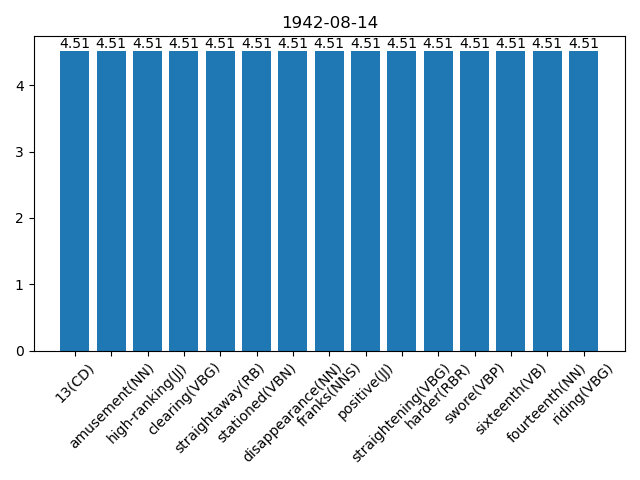 1942-08-14
4.51 4.51 4.51 4.51 4.51 4.51 4.51 4.51 4.51 4.51 4.51 4.51 4.51 4.51 4.51
4
3
2
1
0
13(CD)
amusement(NN)
high-ranking(JJ)
clearing(VBG)
straightaway(RB)
stationed(VBN)
disappearance(NN)
franks(NNS)
positive(JJ)
straightening(VBG)
harder(RBR)
swore(VBP)
sixteenth(VB)
fourteenth(NN)
riding(VBG)